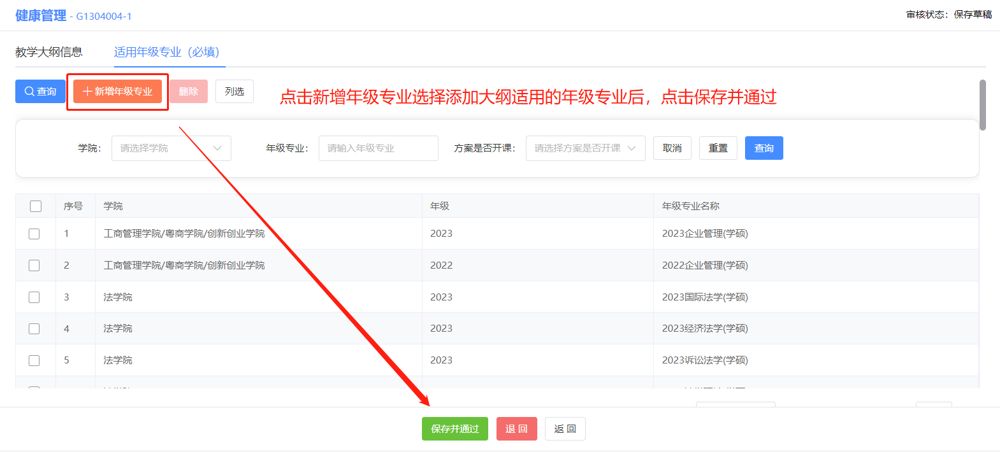 健康管理 - G1304004-1
审核状态：保存草稿
教学大纲信息 适用年级专业（必填）
查询 新增年级专业 删除 列选
点击新增年级专业选择添加大纲适用的年级专业后，点击保存并通过
学院： 请选择学院 年级专业： 请输入年级专业 方案是否开课： 请选择方案是否开课 取消 重置 查询
序号 学院 年级 年级专业名称
1 工商管理学院/粤商学院/创新创业学院 2023 2023企业管理(学硕)
2 工商管理学院/粤商学院/创新创业学院 2022 2022企业管理(学硕)
3 法学院 2023 2023国际法学(学硕)
4 法学院 2023 2023经济法学(学硕)
5 法学院 2023 2023诉讼法学(学硕)
保存并通过 退 回 返 回